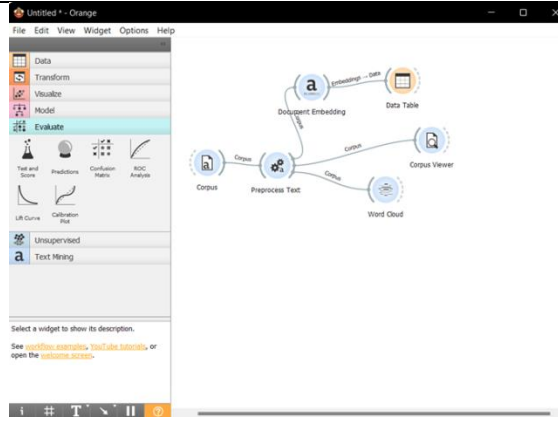 Untitled * - Orange
File Edit View Widget Options Help
Data
Transform
Visualize
Model
Evaluate
Test and Score
Predictions
Confusion Matrix
ROC Analysis
Lift Curve
Calibration Plot
Unsupervised
Text Mining
Select a widget to show its description.
See workflow examples, YouTube tutorials, or
open the welcome screen.
Embeddings → Data
Document Embedding
Data Table
Corpus
Corpus
Corpus Viewer
Corpus
Corpus
Preprocess Text
Corpus
Word Cloud